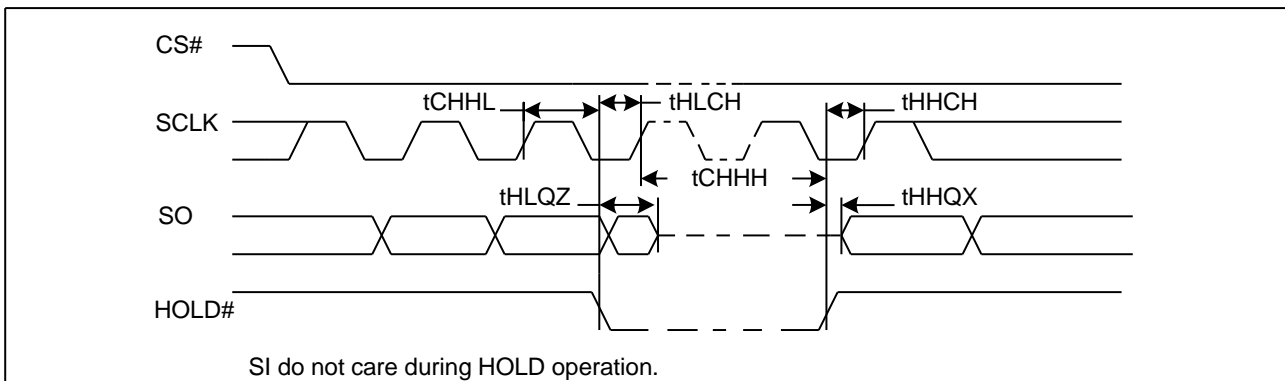 CS#
tCHHL
tHLCH
tHHCH
SCLK
tCHHH
tHLQZ
tHHQX
SO
HOLD#
SI do not care during HOLD operation.